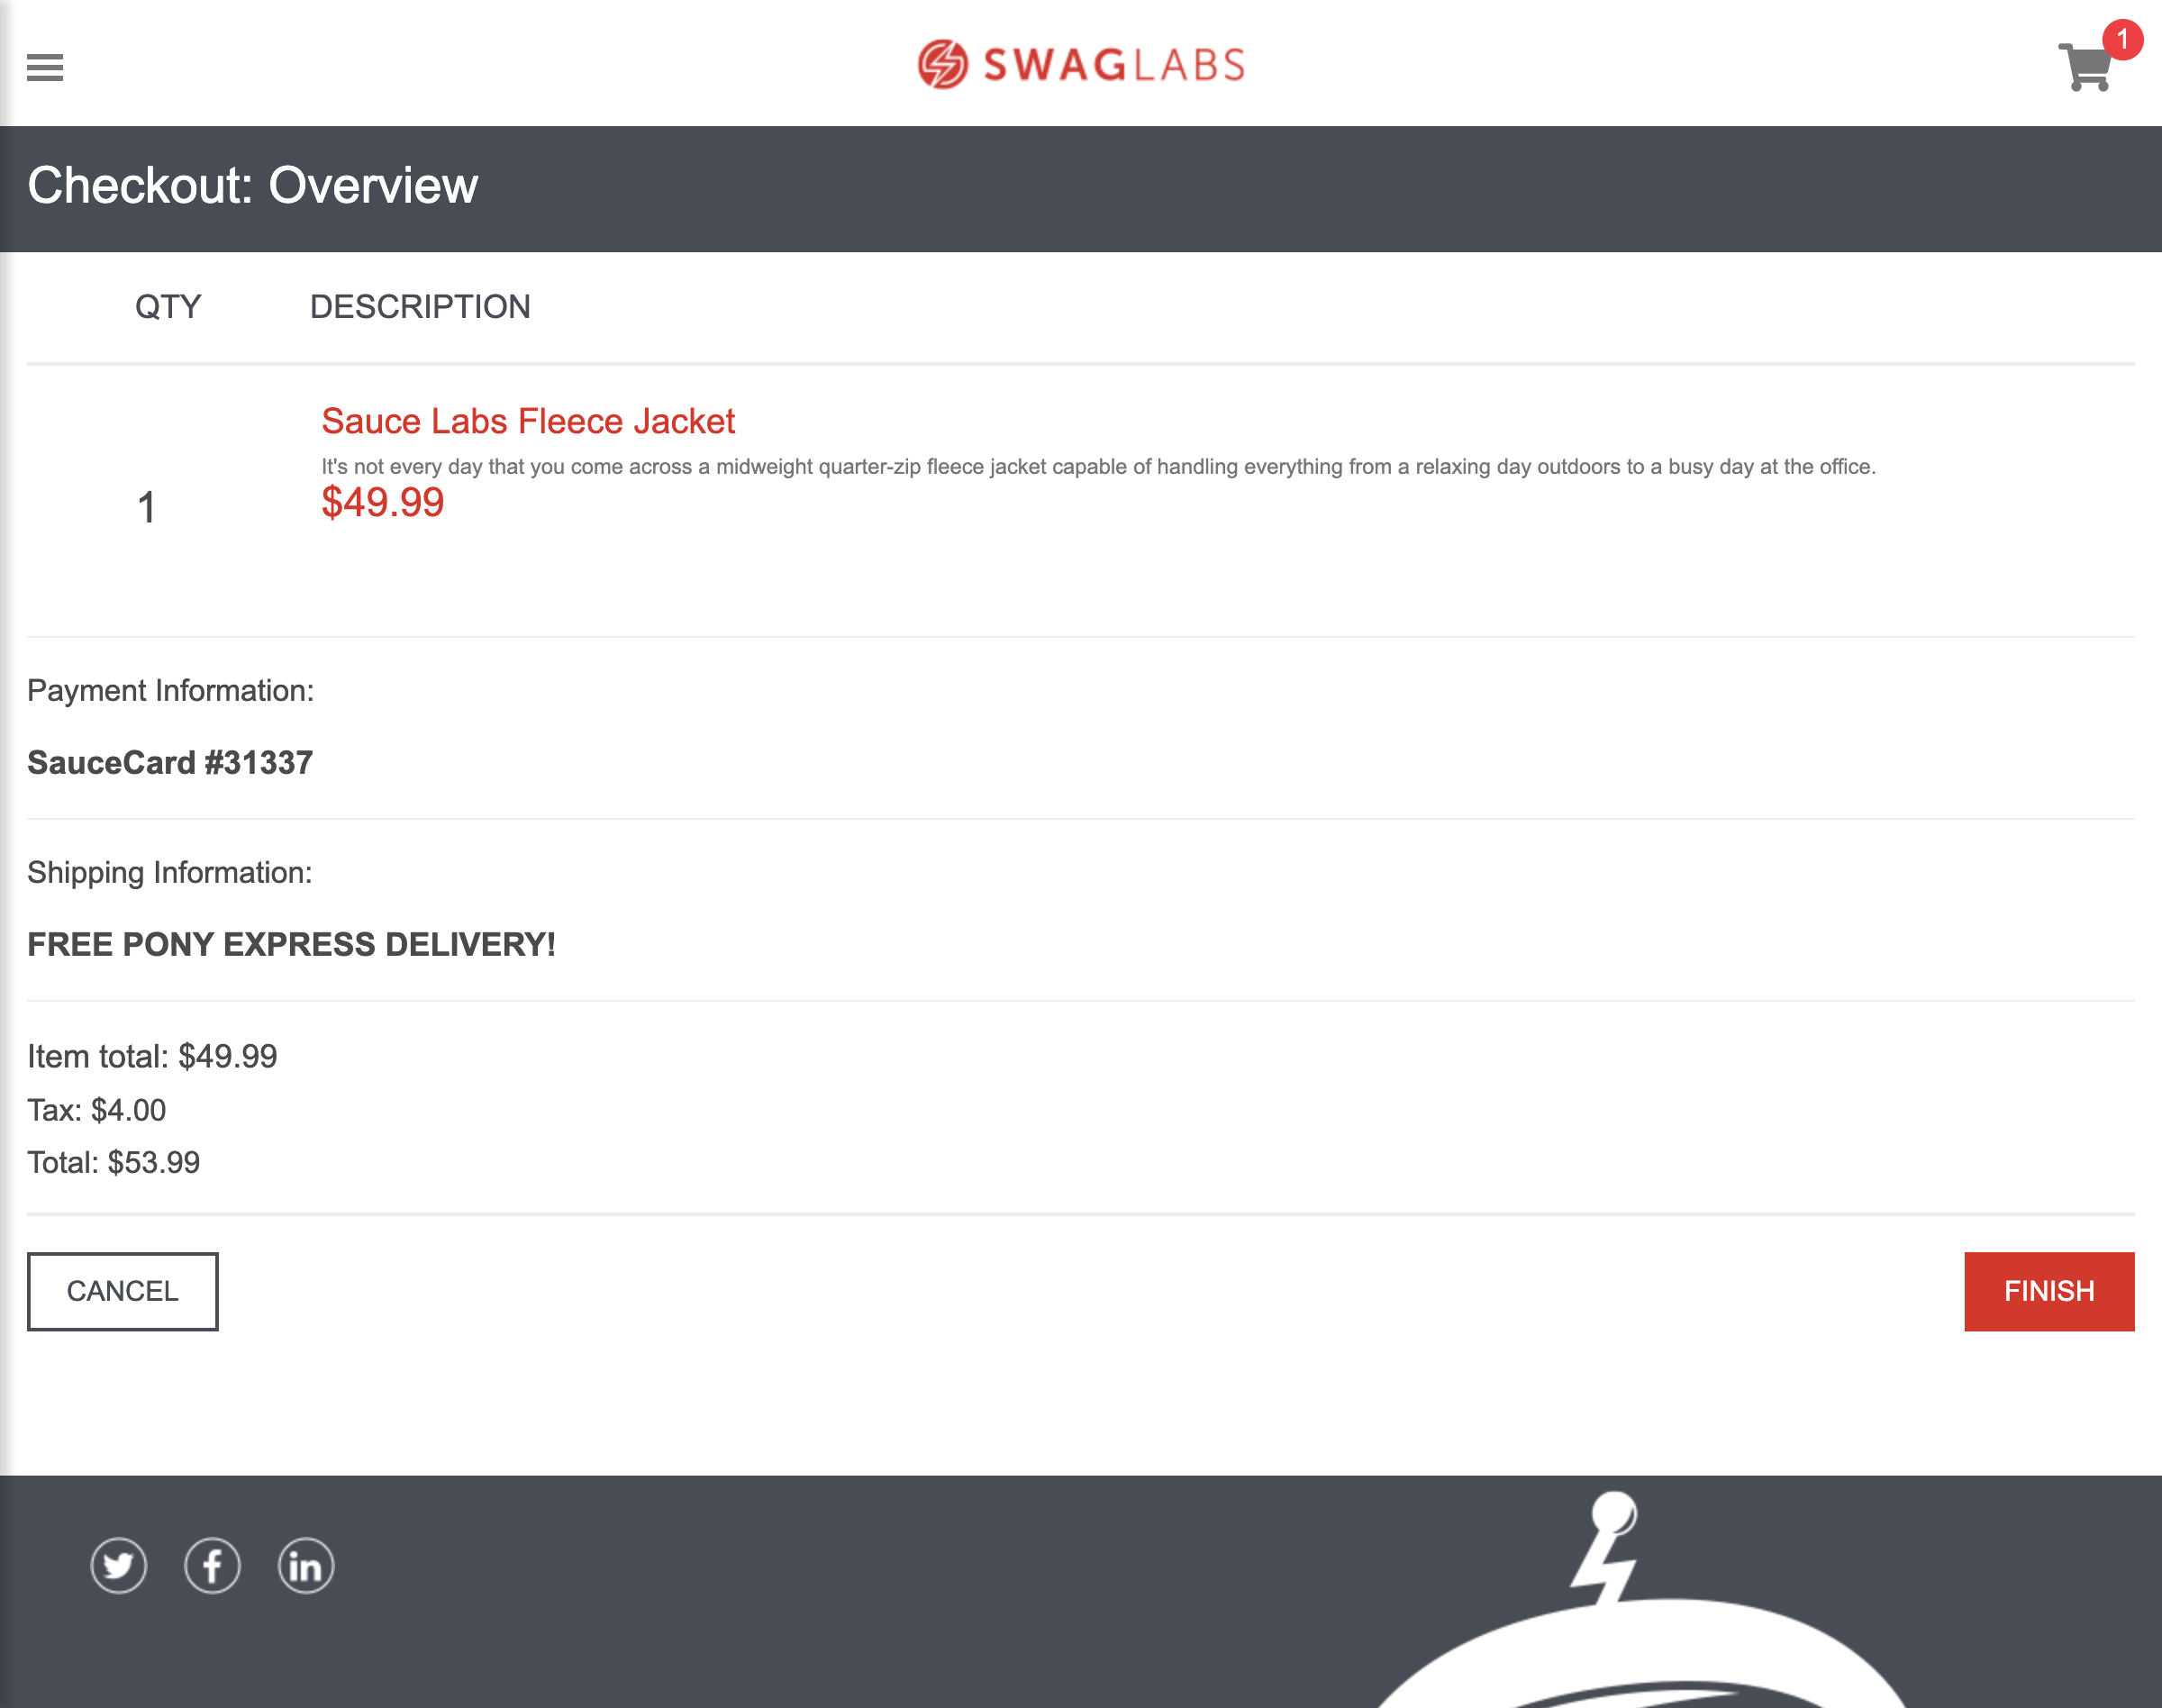 SWAGLABS
1
Checkout: Overview
QTY DESCRIPTION
Sauce Labs Fleece Jacket
It's not every day that you come across a midweight quarter-zip fleece jacket capable of handling everything from a relaxing day outdoors to a busy day at the office.
1
$49.99
Payment Information:
SauceCard #31337
Shipping Information:
FREE PONY EXPRESS DELIVERY!
Item total: $49.99
Tax: $4.00
Total: $53.99
CANCEL
FINISH